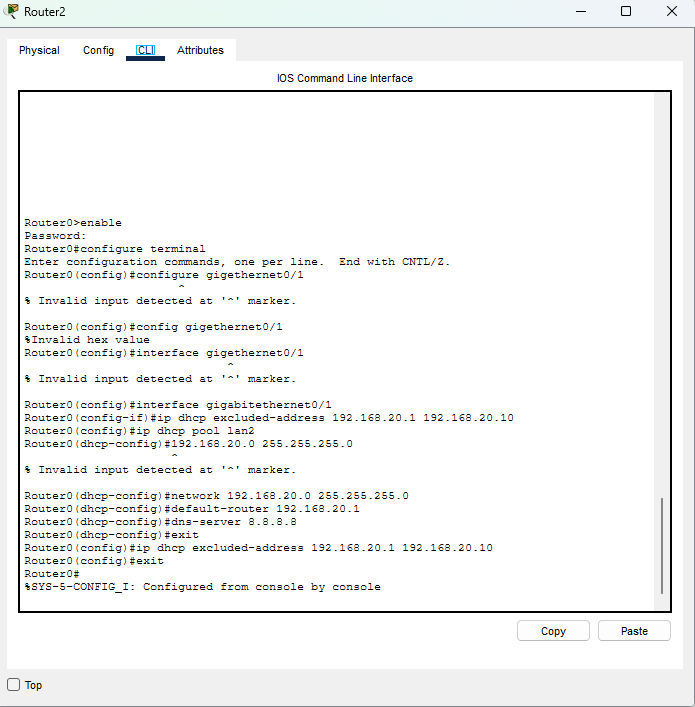 Router2
Physical Config CLI Attributes
IOS Command Line Interface
Router0>enable
Password:
Router0#configure terminal
Enter configuration commands, one per line.  End with CNTL/Z.
Router0(config)#configure gigethernet0/1
^
% Invalid input detected at '^' marker.
Router0(config)#config gigethernet0/1
%Invalid hex value
Router0(config)#interface gigethernet0/1
^
% Invalid input detected at '^' marker.
Router0(config)#interface gigabitethernet0/1
Router0(config-if)#ip dhcp excluded-address 192.168.20.1 192.168.20.10
Router0(config)#ip dhcp pool lan2
Router0(dhcp-config)#192.168.20.0 255.255.255.0
^
% Invalid input detected at '^' marker.
Router0(dhcp-config)#network 192.168.20.0 255.255.255.0
Router0(dhcp-config)#default-router 192.168.20.1
Router0(dhcp-config)#dns-server 8.8.8.8
Router0(dhcp-config)#exit
Router0(config)#ip dhcp excluded-address 192.168.20.1 192.168.20.10
Router0(config)#exit
Router0#
%SYS-5-CONFIG_I: Configured from console by console
Copy Paste
Top